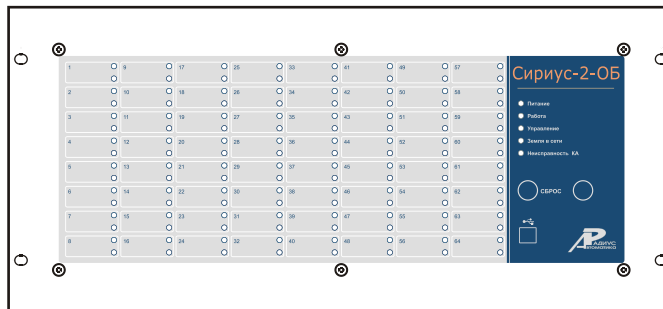 1 9 17 25 33 41 49 57
2 10 18 26 34 42 50 58
3 11 19 27 35 43 51 59
4 12 20 28 36 44 52 60
5 13 21 29 37 45 53 61
6 14 22 30 38 46 54 62
7 15 23 31 39 47 55 63
8 16 24 32 40 48 56 64
Сириус-2-ОБ
Питание
Работа
Управление
Земля в сети
Неисправность КА
СБРОС
РАДИУС
АВТОМАТИКА